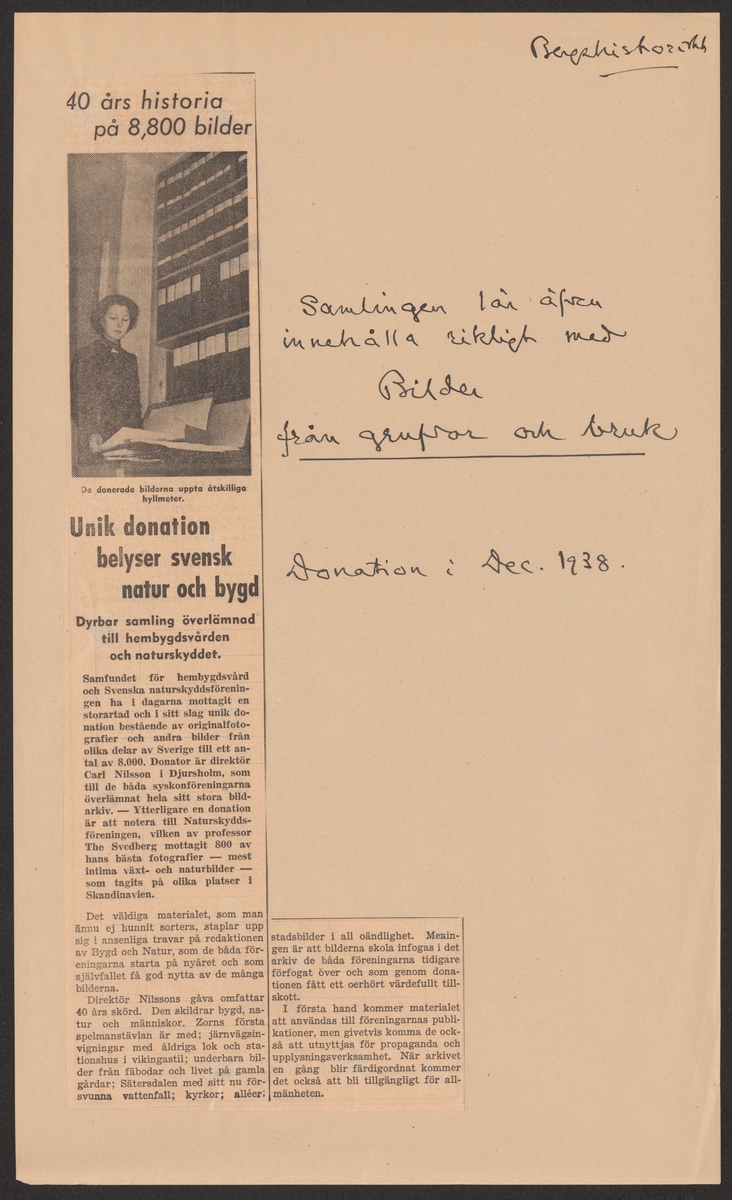 Bergshistoriskt
40 års historia
på 8,800 bilder
De donerade bilderna uppta åtskilliga
hyllmeter.
Unik donation
belyser svensk
natur och bygd
Dyrbar samling överlämnad
till hembygdsvården
och naturskyddet.
Samfundet för hembygdsvård
och Svenska naturskyddsförenin-
gen ha i dagarna mottagit en
storartad och i sitt slag unik do-
nation bestående av originalfoto-
grafier och andra bilder från
olika delar av Sverige till ett an-
tal av 8,000. Donator är direktör
Carl Nilsson i Djursholm, som
till de båda syskonföreningarna
överlämnat hela sitt stora bild-
arkiv. — Ytterligare en donation
är att notera till Naturskydds-
föreningen, vilken av professor
The Svedberg mottagit 800 av
hans bästa fotografier — mest
intima växt- och naturbilder —
som tagits på olika platser i
Skandinavien.
Det väldiga materialet, som man
ännu ej hunnit sortera, staplar upp
sig i ansenliga travar på redaktionen
av Bygd och Natur, som de båda för-
eningarna starta på nyåret och som
självfallet få god nytta av de många
bilderna.
Direktör Nilssons gåva omfattar
40 års skörd. Den skildrar bygd, na-
tur och människor. Zorns första
spelmanstävlan är med; järnvägsin-
vigningar med åldriga lok och sta-
tionshus i vikingastil; underbara bil-
der från fäbodar och livet på gamla
gårdar; Sätersdalen med sitt nu för-
svunna vattenfall; kyrkor; alléer;
stadsbilder i all oändlighet. Menin-
gen är att bilderna skola infogas i det
arkiv de båda föreningarna tidigare
förfogat över och som genom dona-
tionen fått ett oerhört värdefullt till-
skott.
I första hand kommer materialet
att användas till föreningarnas publi-
kationer, men givetvis komma de ock-
så att utnyttjas för propaganda och
upplysningsverksamhet. När arkivet
en gång blir färdigordnat kommer
det också att bli tillgängligt för all-
mänheten.
Samlingen lär äfven
innehålla rikligt med
Bilder
från grufvor och bruk
Donation i Dec. 1938.